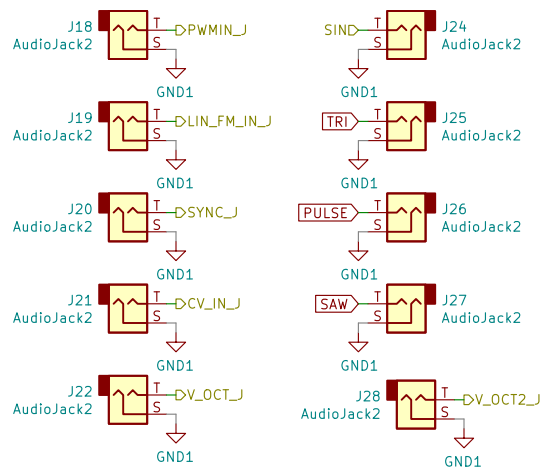 J18
AudioJack2
T
S
PWMIN_J
GND1
J19
AudioJack2
T
S
LIN_FM_IN_J
GND1
J20
AudioJack2
T
S
SYNC_J
GND1
J21
AudioJack2
T
S
CV_IN_J
GND1
J22
AudioJack2
T
S
V_OCT_J
GND1
SIN
T
S
J24
AudioJack2
GND1
TRI
T
S
J25
AudioJack2
GND1
PULSE
T
S
J26
AudioJack2
GND1
SAW
T
S
J27
AudioJack2
GND1
J28
AudioJack2
T
S
V_OCT2_J
GND1